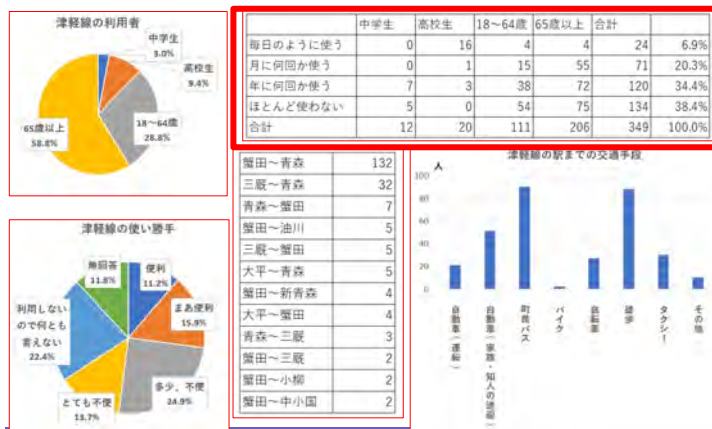 津軽線の利用者
中学生
3.0%
高校生
9.4%
18～64歳
28.8%
65歳以上
58.8%
中学生 高校生 18～64歳 65歳以上 合計
毎日のように使う 0 16 4 4 24 6.9%
月に何回か使う 0 1 15 55 71 20.3%
年に何回か使う 7 3 38 72 120 34.4%
ほとんど使わない 5 0 54 75 134 38.4%
合計 12 20 111 206 349 100.0%
津軽線の使い勝手
無回答
11.8%
便利
11.2%
まあ便利
15.9%
多少、不便
24.9%
とても不便
13.7%
利用しない
ので何とも
言えない
22.4%
蟹田～青森 132
三厩～青森 32
青森～蟹田 7
蟹田～油川 5
三厩～蟹田 5
大平～青森 5
蟹田～新青森 4
大平～蟹田 4
青森～三厩 3
蟹田～三厩 2
蟹田～小柳 2
蟹田～中小国 2
津軽線の駅までの交通手段
人
100
80
60
40
20
0
自動車（運転）
自動車（家族・知人の送迎）
町営バス
バイク
自転車
徒歩
タクシー
その他